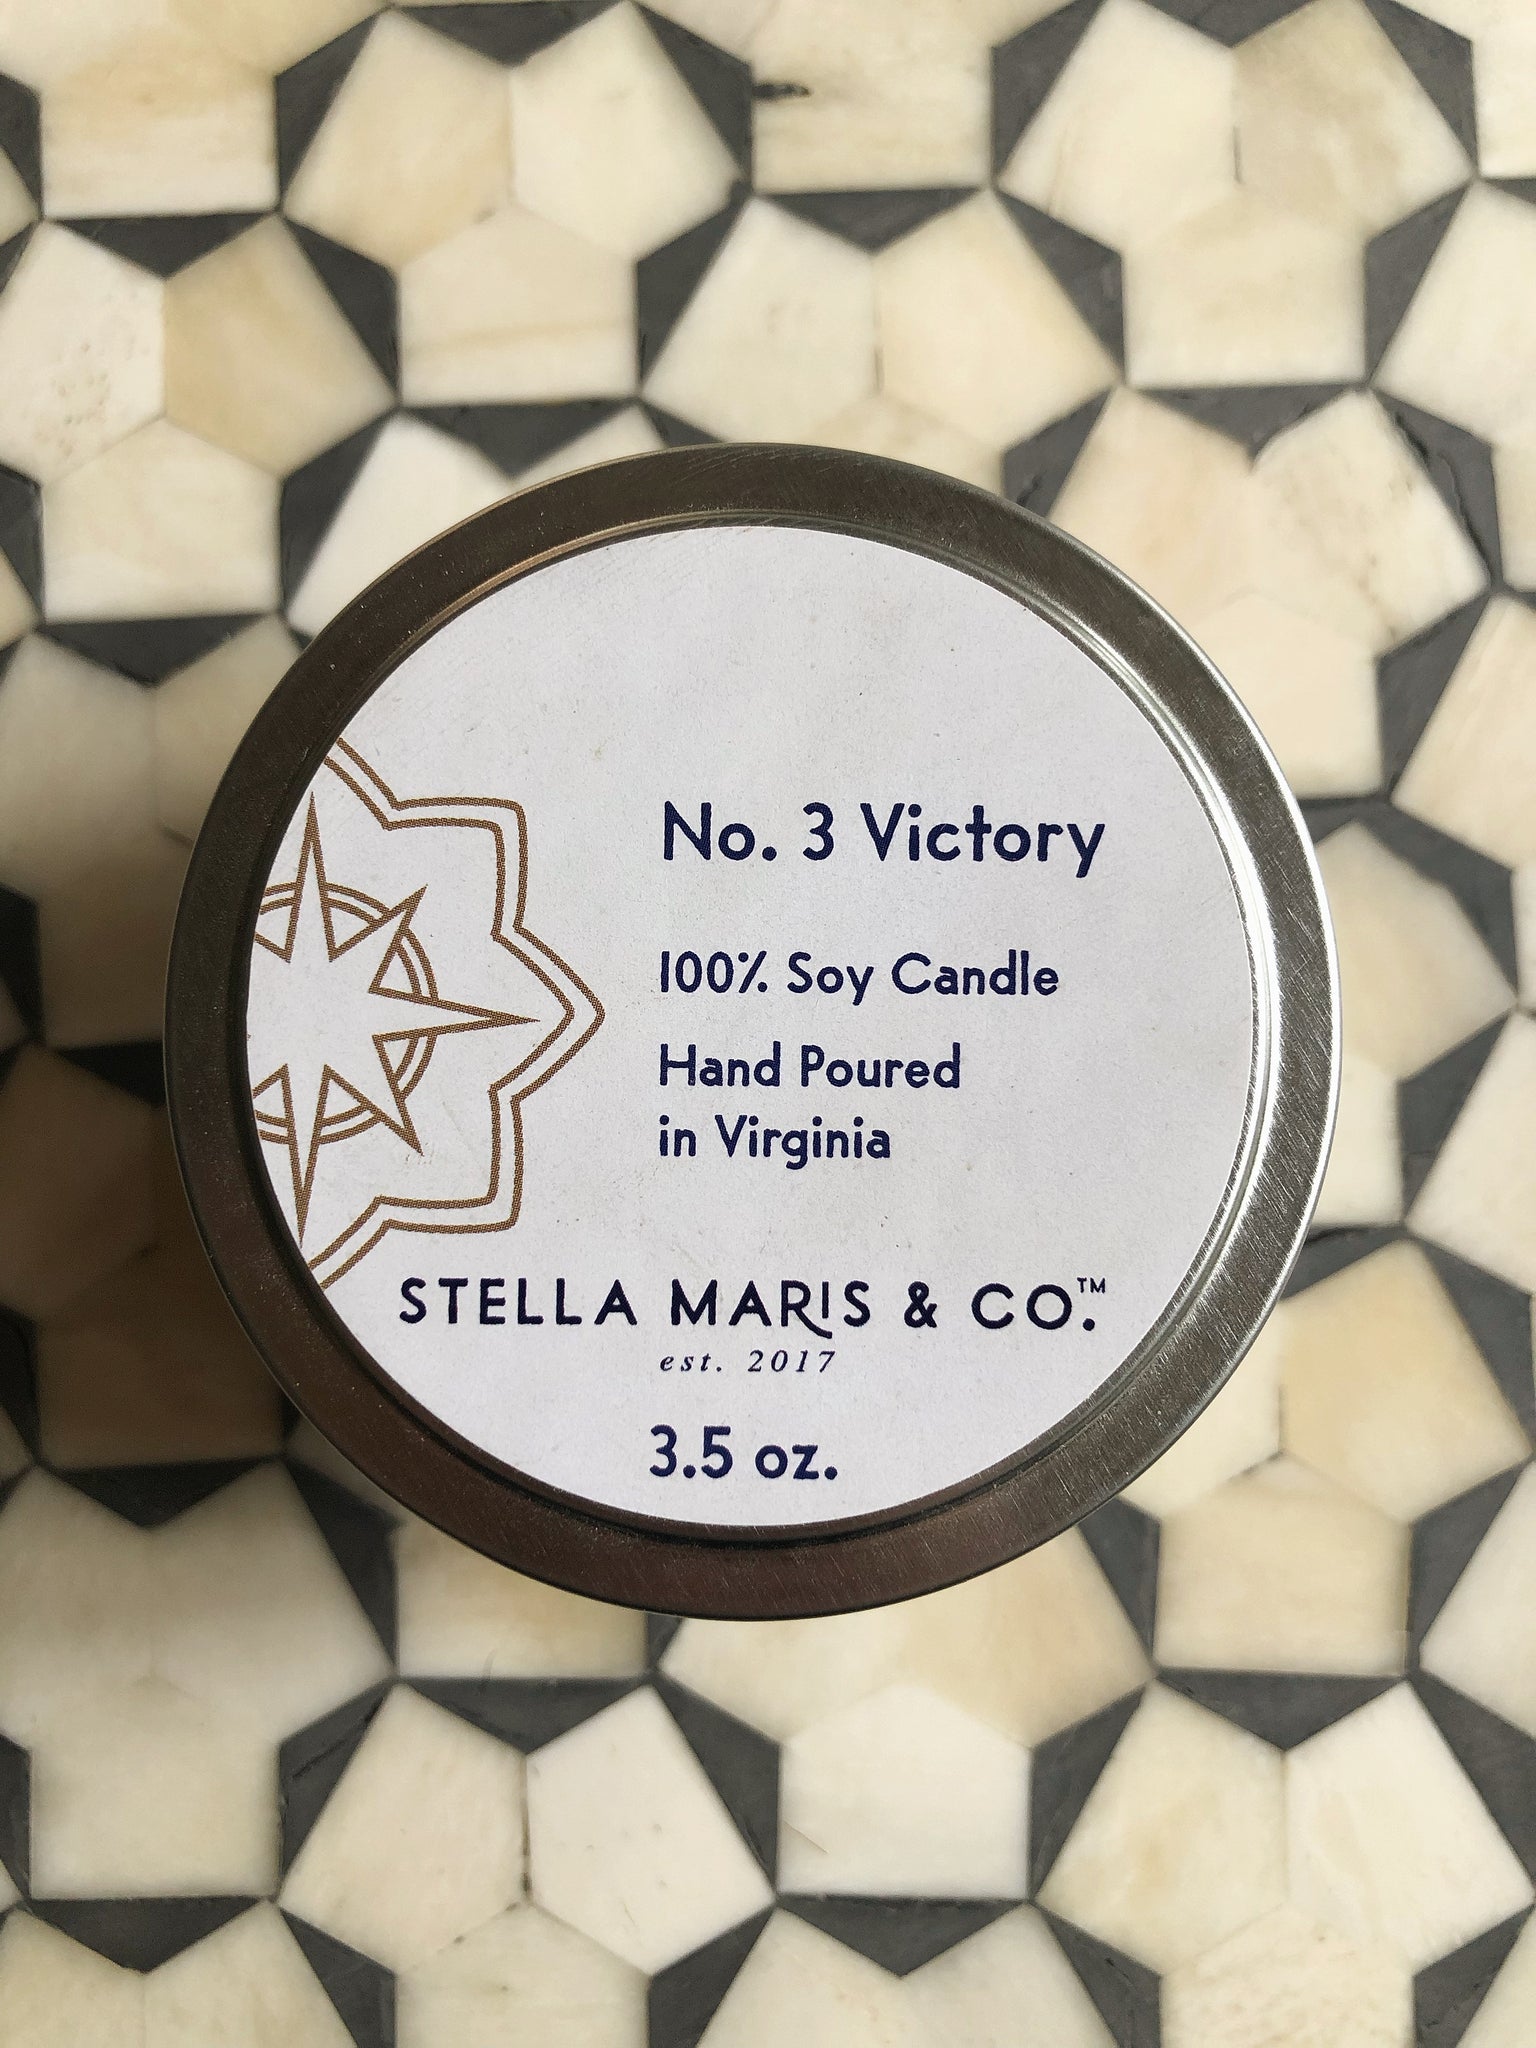 No. 3 Victory
100% Soy Candle
Hand Poured
in Virginia
STELLA MARIS & CO.™
est. 2017
3.5 oz.